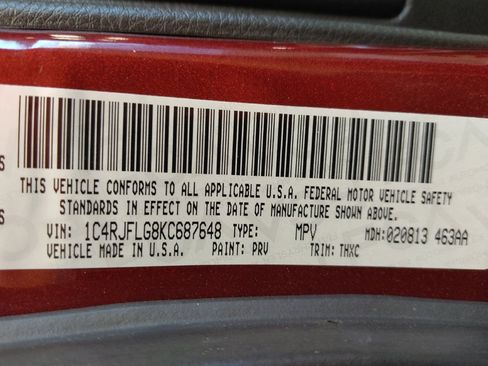 THIS VEHICLE CONFORMS TO ALL APPLICABLE U.S.A. FEDERAL MOTOR VEHICLE SAFETY
STANDARDS IN EFFECT ON THE DATE OF MANUFACTURE SHOWN ABOVE.
VIN: 1C4RJFLG8KC687648 TYPE: MPV MDH:020813 463AA
VEHICLE MADE IN U.S.A. PAINT: PRV TRIM: THXC